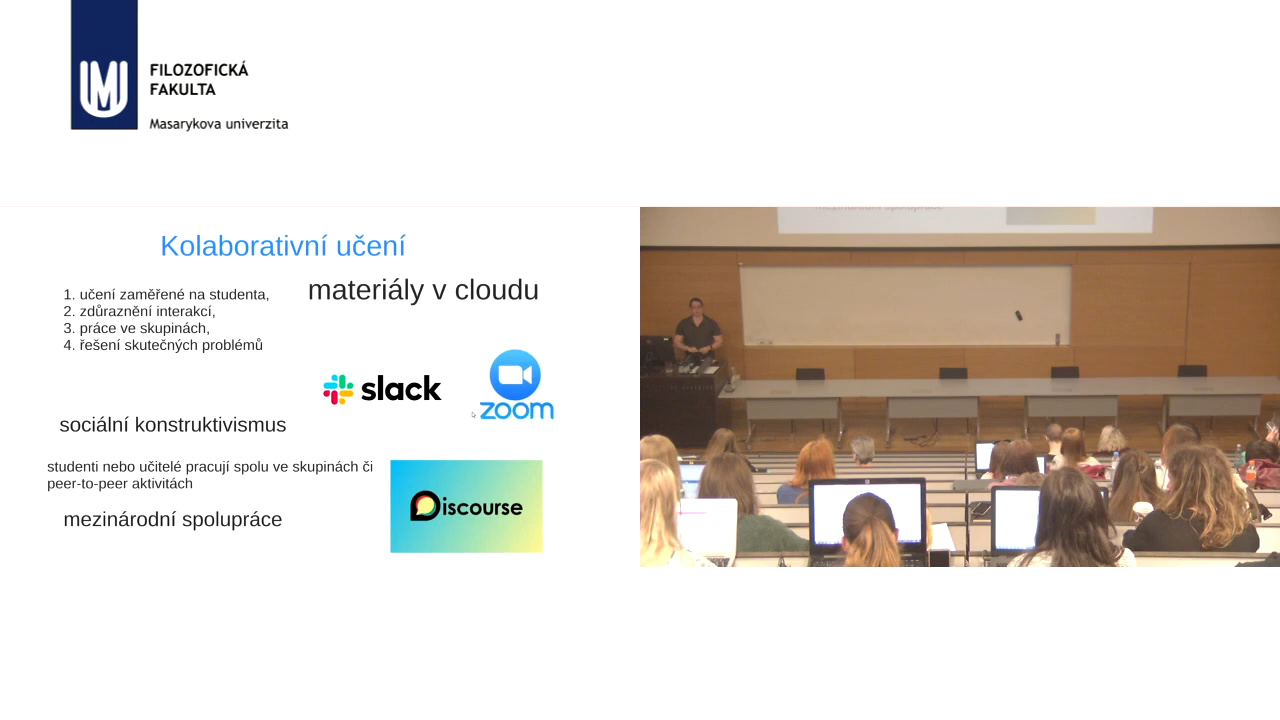 FILOZOFICKÁ
FAKULTA
Masarykova univerzita
Kolaborativní učení
materiály v cloudu
1. učení zaměřené na studenta,
2. zdůraznění interakcí,
3. práce ve skupinách,
4. řešení skutečných problémů
slack
zoom
sociální konstruktivismus
studenti nebo učitelé pracují spolu ve skupinách či
peer-to-peer aktivitách
Discourse
mezinárodní spolupráce